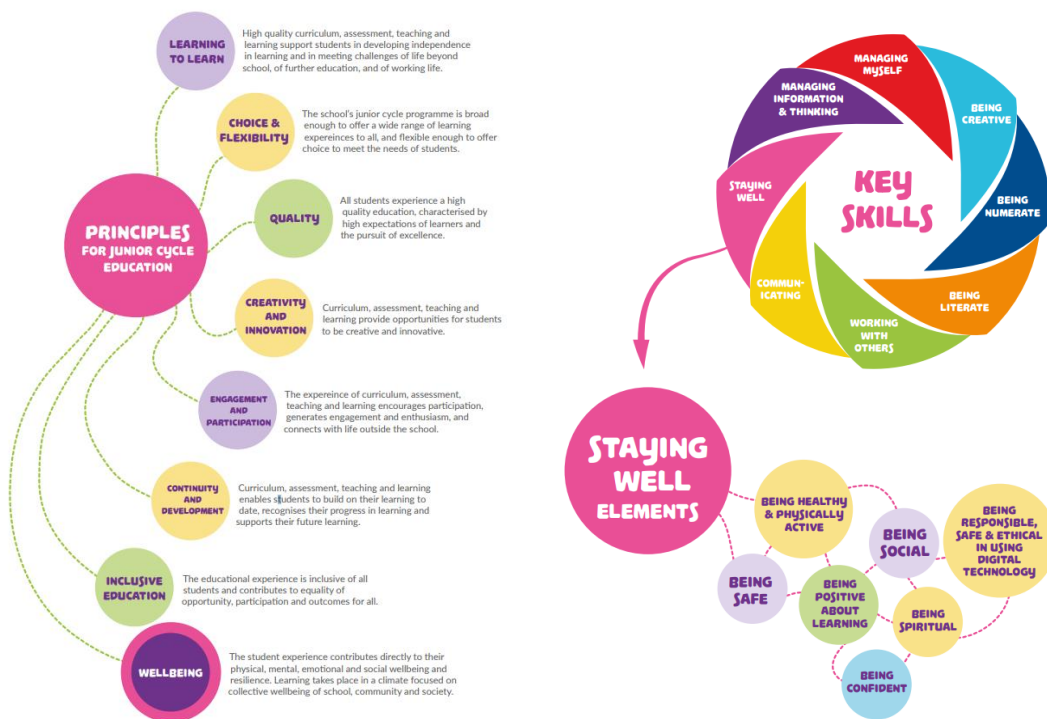 LEARNING
TO LEARN
High quality curriculum, assessment, teaching and
learning support students in developing independence
in learning and in meeting challenges of life beyond
school, of further education, and of working life.
CHOICE &
FLEXIBILITY
The school's junior cycle programme is broad
enough to offer a wide range of learning
expereinces to all, and flexible enough to offer
choice to meet the needs of students.
PRINCIPLES
FOR JUNIOR CYCLE
EDUCATION
QUALITY
All students experience a high
quality education, characterised by
high expectations of learners and
the pursuit of excellence.
CREATIVITY
AND
INNOVATION
Curriculum, assessment, teaching and
learning provide opportunities for students
to be creative and innovative.
ENGAGEMENT
AND
PARTICIPATION
The expereince of curriculum, assessment,
teaching and learning encourages participation,
generates engagement and enthusiasm, and
connects with life outside the school.
CONTINUITY
AND
DEVELOPMENT
Curriculum, assessment, teaching and learning
enables students to build on their learning to
date, recognises their progress in learning and
supports their future learning.
INCLUSIVE
EDUCATION
The educational experience is inclusive of all
students and contributes to equality of
opportunity, participation and outcomes for all.
WELLBEING
The student experience contributes directly to their
physical, mental, emotional and social wellbeing and
resilience. Learning takes place in a climate focused on
collective wellbeing of school, community and society.
KEY
SKILLS
MANAGING
MYSELF
BEING
CREATIVE
BEING
NUMERATE
BEING
LITERATE
WORKING
WITH
OTHERS
COMMUN-
ICATING
STAYING
WELL
MANAGING
INFORMATION
& THINKING
STAYING
WELL
ELEMENTS
BEING HEALTHY
& PHYSICALLY
ACTIVE
BEING
SAFE
BEING
POSITIVE
ABOUT
LEARNING
BEING
SOCIAL
BEING
SPIRITUAL
BEING
CONFIDENT
BEING
RESPONSIBLE,
SAFE & ETHICAL
IN USING
DIGITAL
TECHNOLOGY